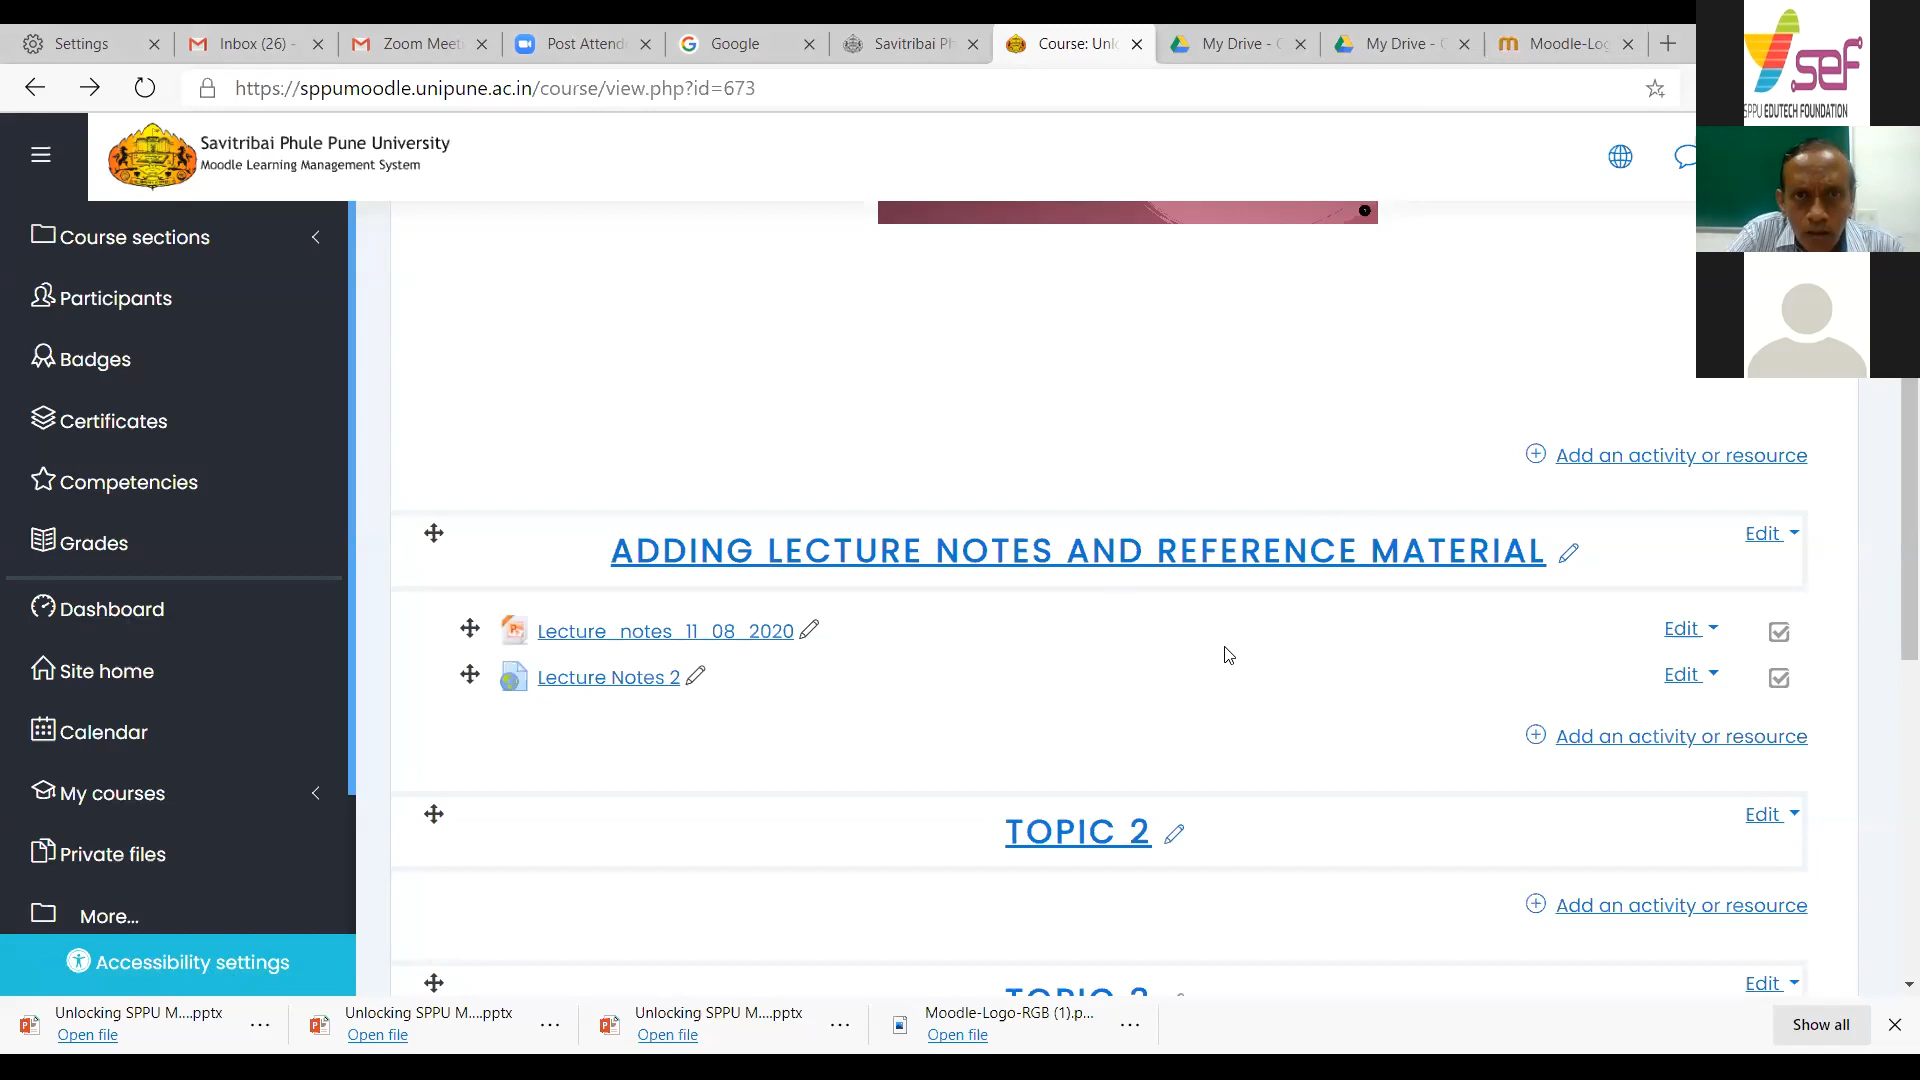 Settings
Inbox (26) -
Zoom Meet
Post Attend
Google
Savitribai Ph
Course: Unl
My Drive -
My Drive -
Moodle-Lo
https://sppumoodle.unipune.ac.in/course/view.php?id=673
sef
SPPU EDUTECH FOUNDATION
Savitribai Phule Pune University
Moodle Learning Management System
Course sections
Participants
Badges
Certificates
Competencies
Grades
Dashboard
Site home
Calendar
My courses
Private files
More...
Accessibility settings
Add an activity or resource
ADDING LECTURE NOTES AND REFERENCE MATERIAL
Edit
Lecture_notes_11_08_2020
Edit
Lecture Notes 2
Edit
Add an activity or resource
TOPIC 2
Edit
Add an activity or resource
Edit
Unlocking SPPU M....pptx
Open file
Unlocking SPPU M....pptx
Open file
Unlocking SPPU M....pptx
Open file
Moodle-Logo-RGB (1).p...
Open file
Show all